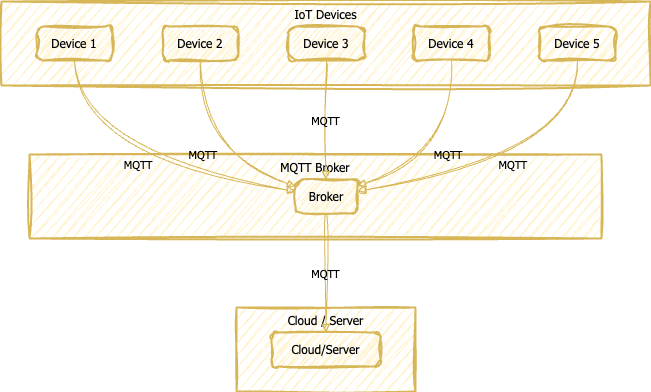 IoT Devices
Device 1
Device 2
Device 3
Device 4
Device 5
MQTT
MQTT
MQTT
MQTT
MQTT
MQTT Broker
Broker
MQTT
Cloud / Server
Cloud/Server